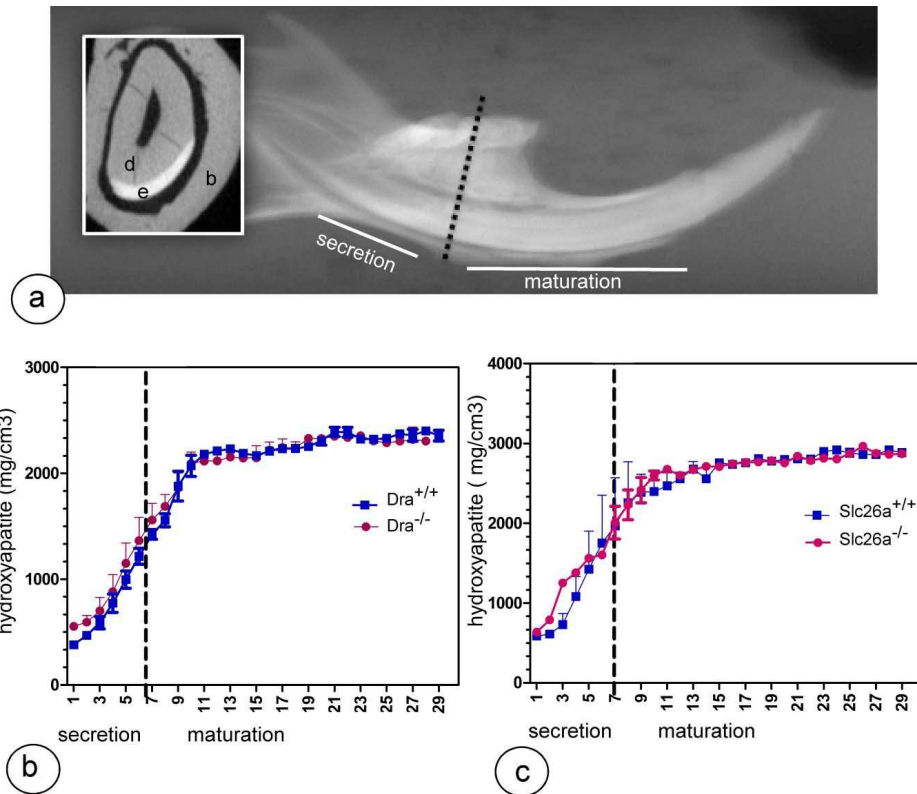 d
e
b
secretion
maturation
a
hydroxyapatite (mg/cm3)
3000
2000
1000
0
Dra+/+
Dra-/-
1 3 5 7 9 11 13 15 17 19 21 23 25 27 29
secretion maturation
b
hydroxyapatite ( mg/cm3)
4000
3000
2000
1000
0
Slc26a+/+
Slc26a-/-
1 3 5 7 9 11 13 15 17 19 21 23 25 27 29
secretion maturation
c